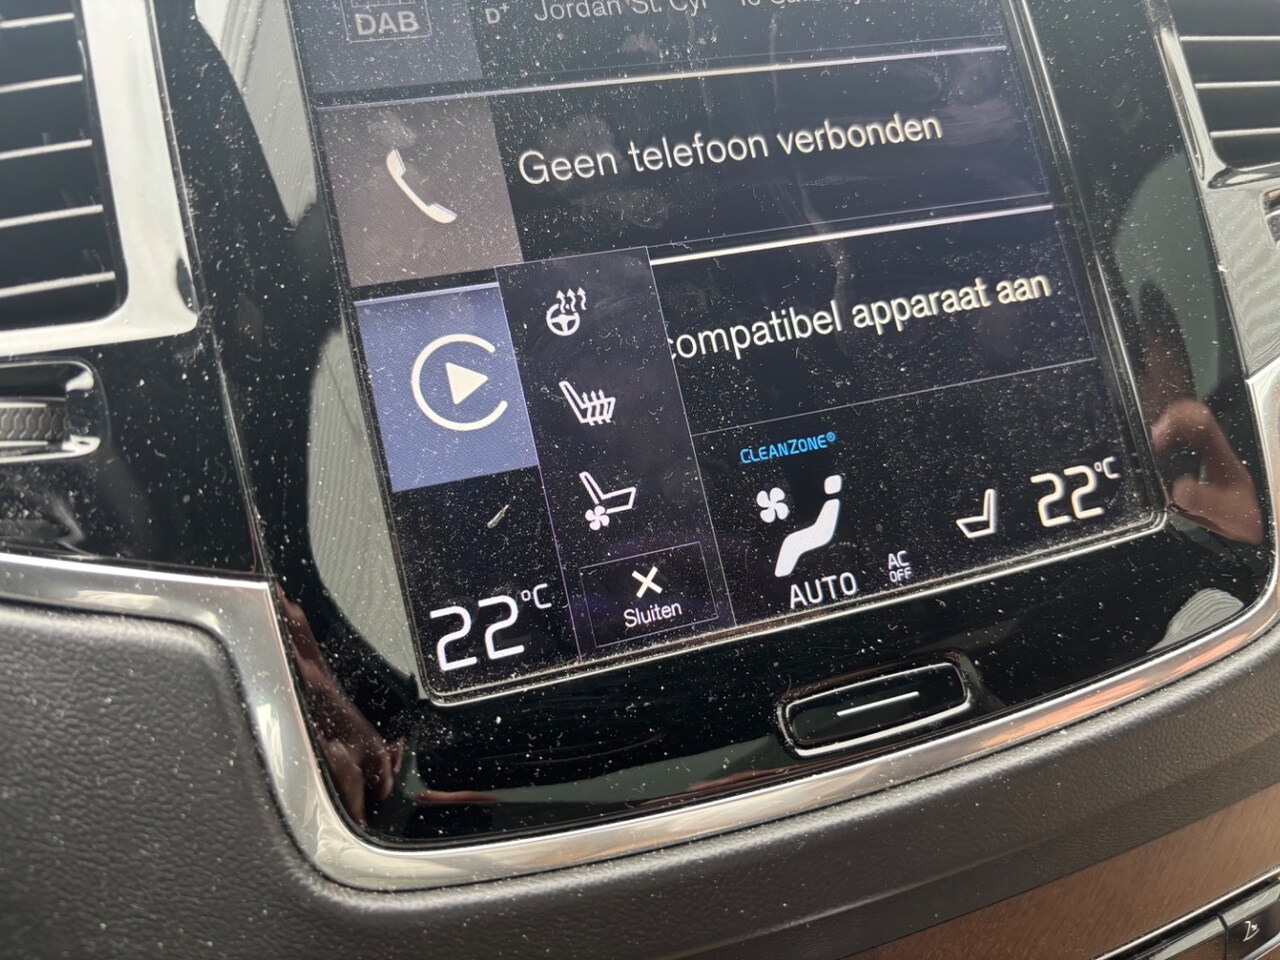 DAB
D+ Jordan St. Cyr
Geen telefoon verbonden
compatibel apparaat aan
CLEANZONE®
22°C
AUTO
AC
OFF
22°C
Sluiten